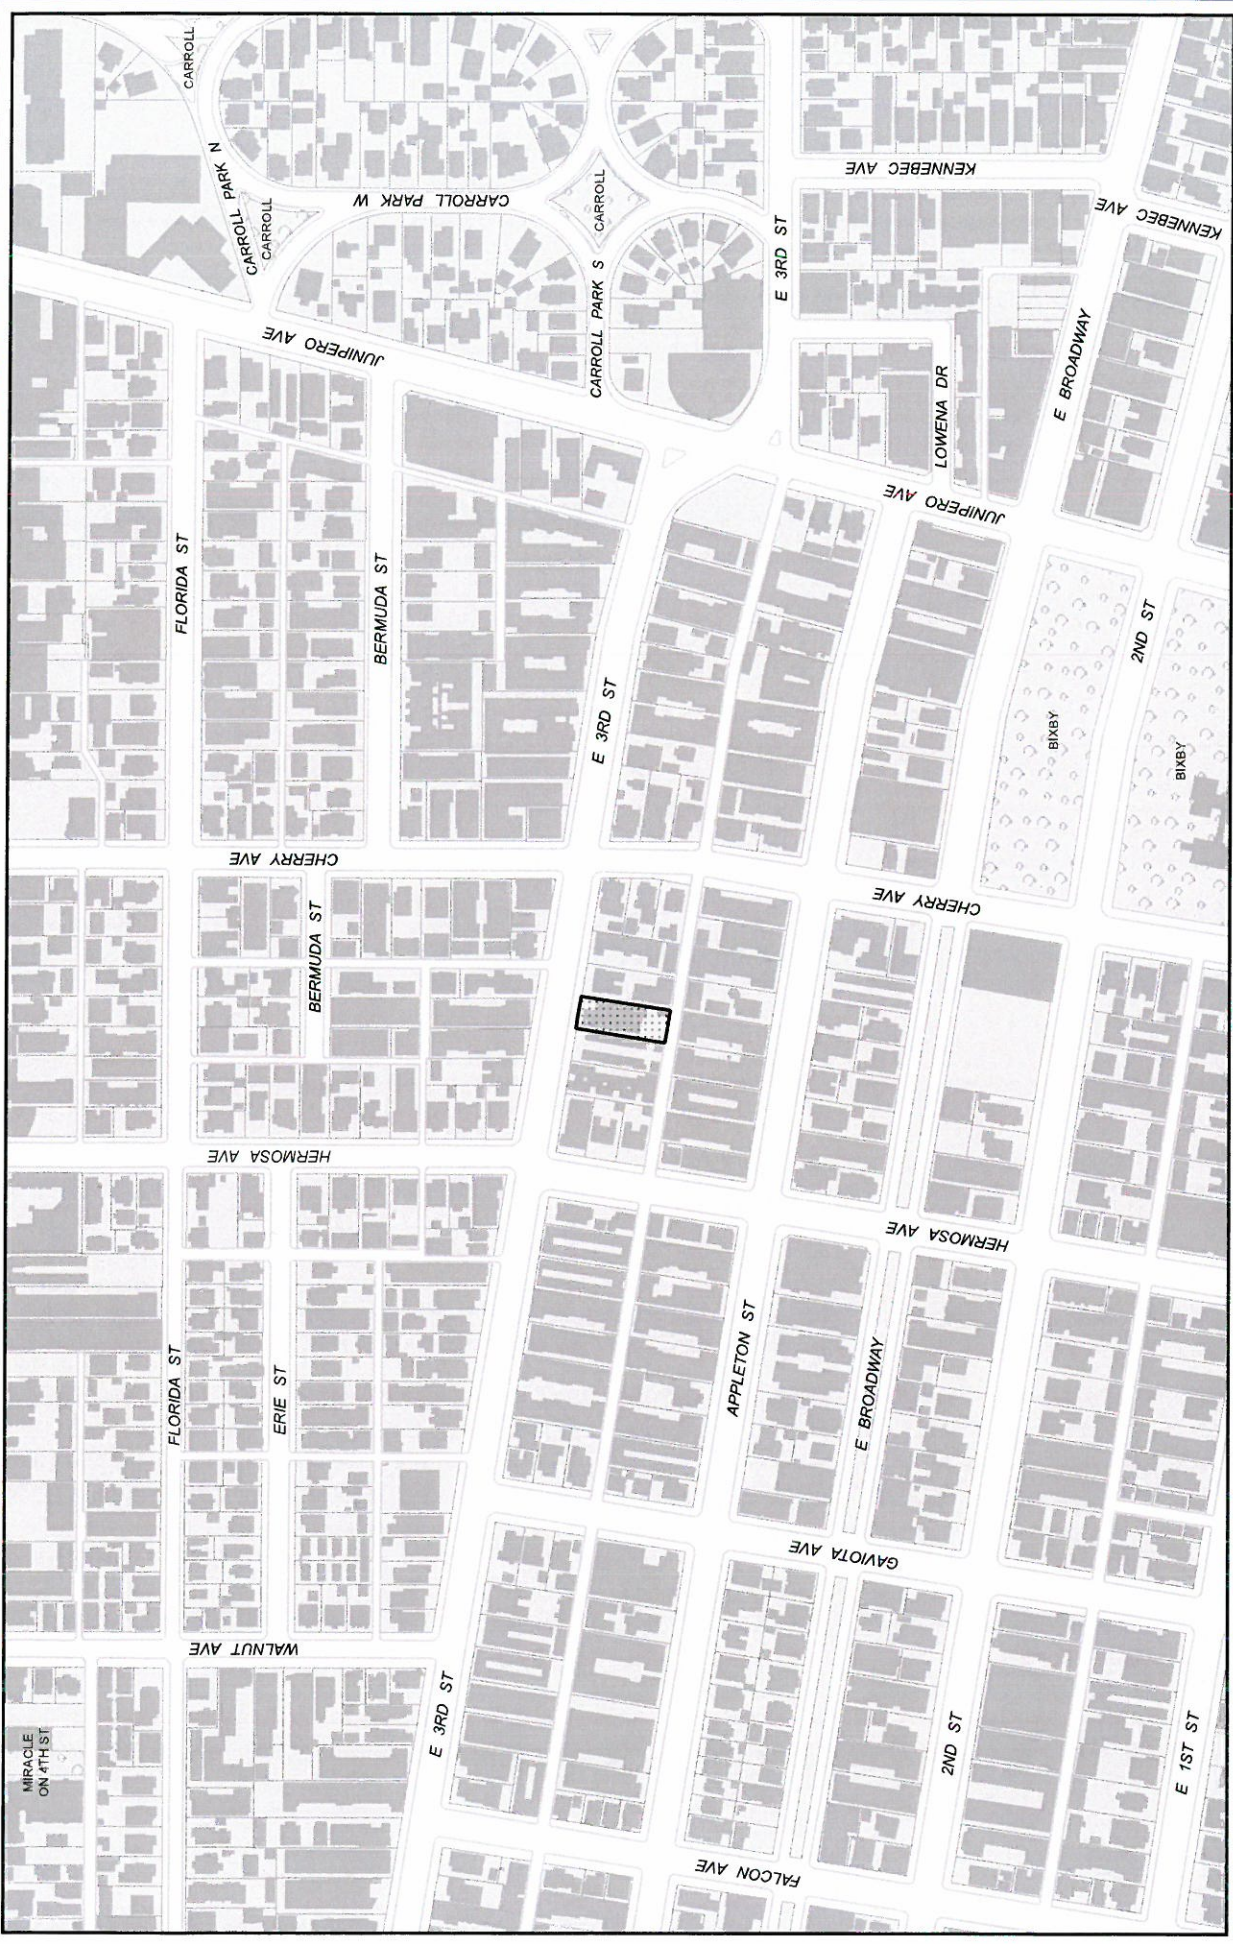 CARROLL
CARROLL PARK N
CARROLL
CARROLL PARK W
CARROLL
CARROLL PARK S
KENNEBEC AVE
KENNEBEC AVE
E 3RD ST
JUNIPERO AVE
E BROADWAY
LOWENA DR
JUNIPERO AVE
FLORIDA ST
BERMUDA ST
E 3RD ST
2ND ST
BIXBY
BIXBY
CHERRY AVE
CHERRY AVE
BERMUDA ST
HERMOSA AVE
HERMOSA AVE
FLORIDA ST
ERIE ST
APPLETON ST
E BROADWAY
GAVIOTA AVE
WALNUT AVE
MIRACLE
ON 4TH ST
E 3RD ST
2ND ST
E 1ST ST
FALCON AVE